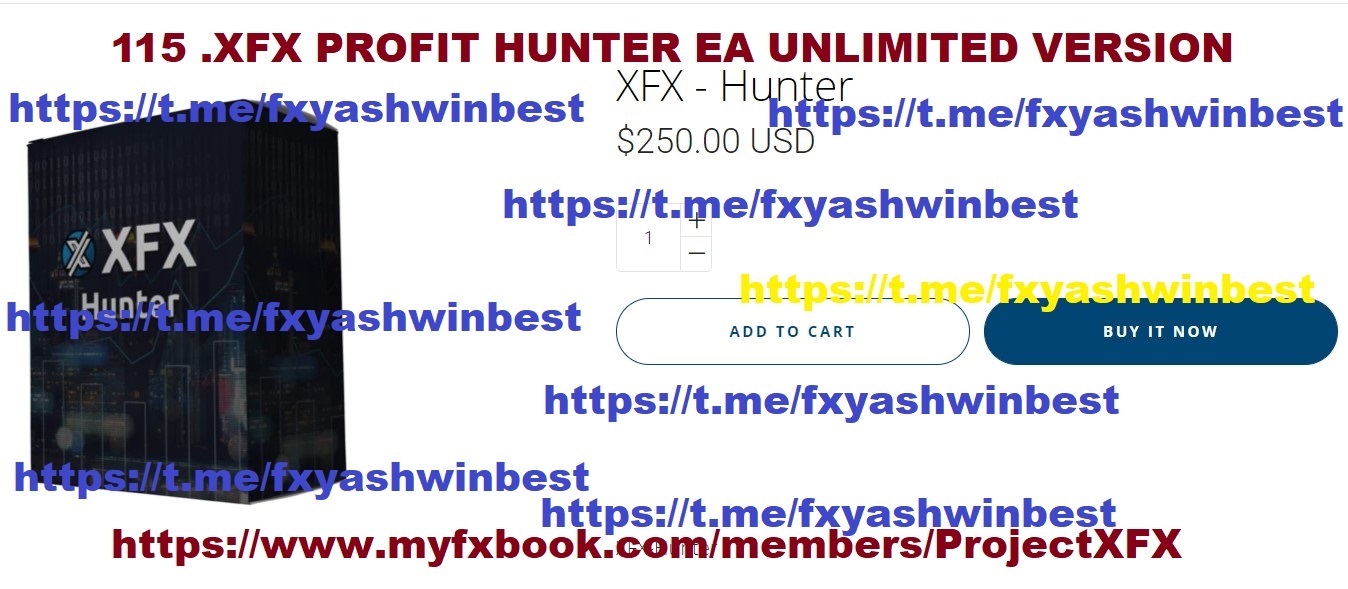 115 .XFX PROFIT HUNTER EA UNLIMITED VERSION
XFX - Hunter
https://t.me/fxyashwinbest
https://t.me/fxyashwinbest
$250.00 USD
https://t.me/fxyashwinbest
+
1
−
XFX
Hunter
https://t.me/fxyashwinbest
https://t.me/fxyashwinbest
ADD TO CART
BUY IT NOW
https://t.me/fxyashwinbest
https://t.me/fxyashwinbest
https://t.me/fxyashwinbest
https://www.myfxbook.com/members/ProjectXFX